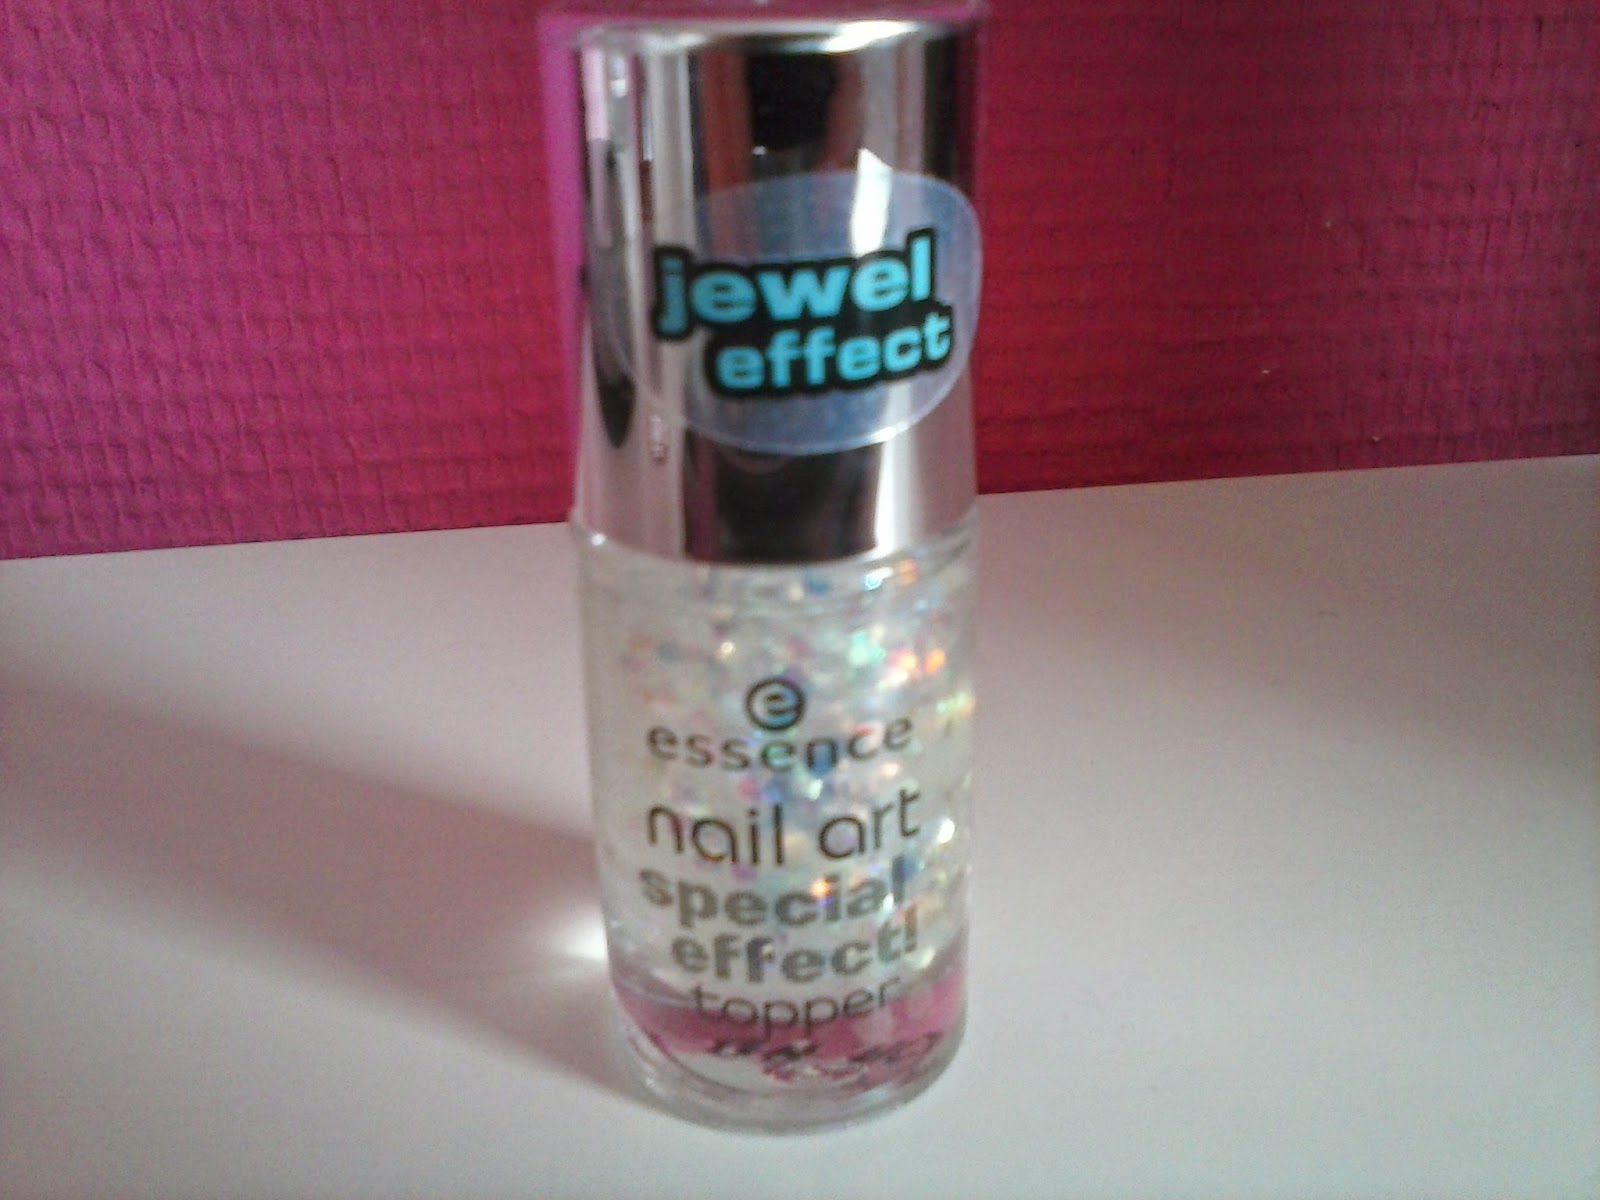 jewel
effect
e
essence
nail art
special
effect!
topper